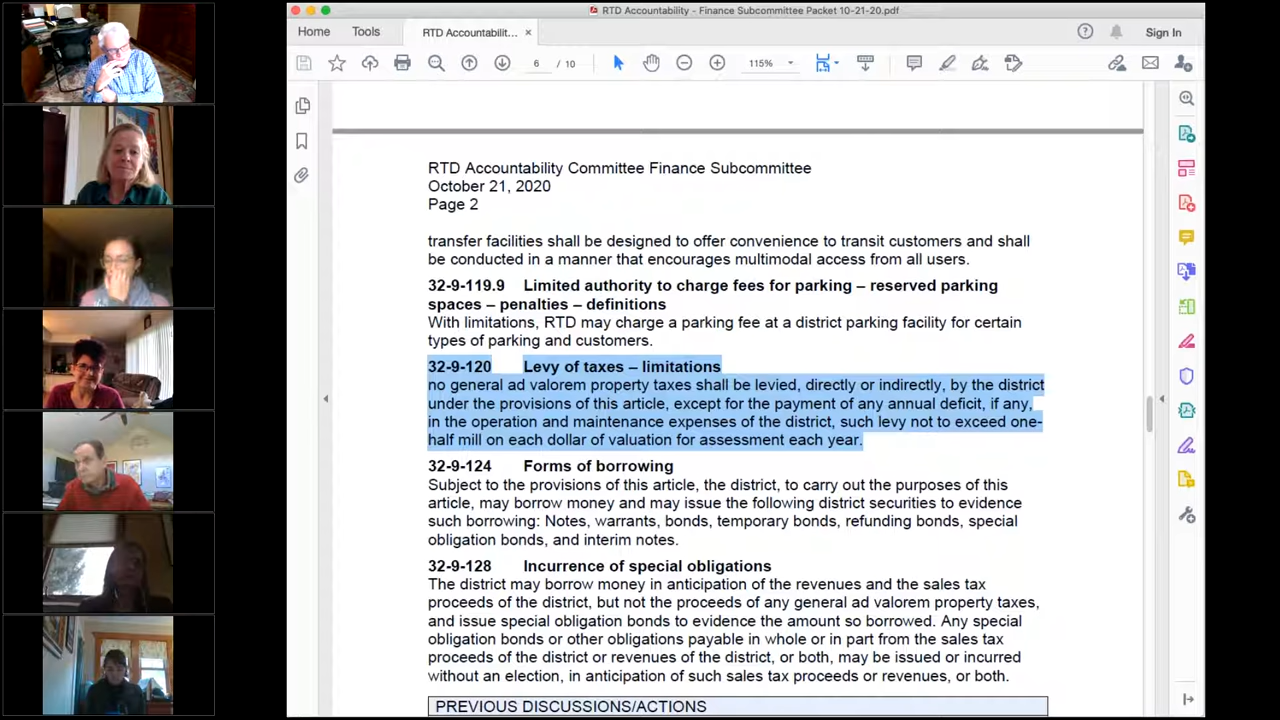 RTD Accountability - Finance Subcommittee Packet 10-21-20.pdf
Home
Tools
RTD Accountabilit...
Sign In
6 / 10
115%
RTD Accountability Committee Finance Subcommittee
October 21, 2020
Page 2
transfer facilities shall be designed to offer convenience to transit customers and shall
be conducted in a manner that encourages multimodal access from all users.
32-9-119.9 Limited authority to charge fees for parking – reserved parking
spaces – penalties – definitions
With limitations, RTD may charge a parking fee at a district parking facility for certain
types of parking and customers.
32-9-120 Levy of taxes – limitations
no general ad valorem property taxes shall be levied, directly or indirectly, by the district
under the provisions of this article, except for the payment of any annual deficit, if any,
in the operation and maintenance expenses of the district, such levy not to exceed one-
half mill on each dollar of valuation for assessment each year.
32-9-124 Forms of borrowing
Subject to the provisions of this article, the district, to carry out the purposes of this
article, may borrow money and may issue the following district securities to evidence
such borrowing: Notes, warrants, bonds, temporary bonds, refunding bonds, special
obligation bonds, and interim notes.
32-9-128 Incurrence of special obligations
The district may borrow money in anticipation of the revenues and the sales tax
proceeds of the district, but not the proceeds of any general ad valorem property taxes,
and issue special obligation bonds to evidence the amount so borrowed. Any special
obligation bonds or other obligations payable in whole or in part from the sales tax
proceeds of the district or revenues of the district, or both, may be issued or incurred
without an election, in anticipation of such sales tax proceeds or revenues, or both.
PREVIOUS DISCUSSIONS/ACTIONS